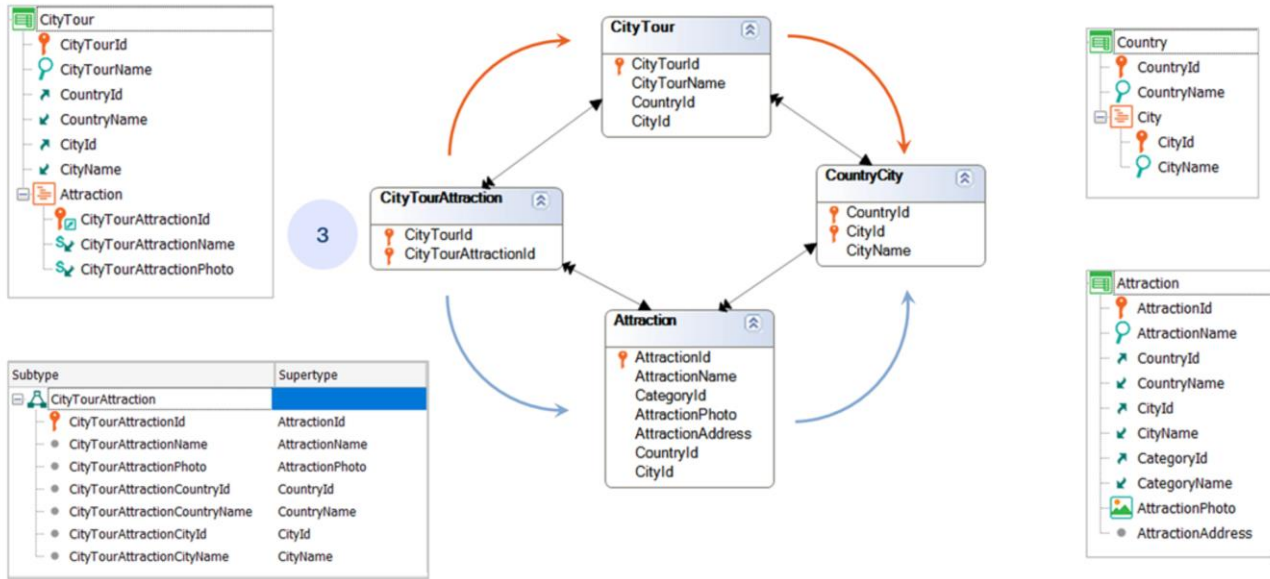 CityTour
CityTourId
CityTourName
CountryId
CountryName
CityId
CityName
Attraction
CityTourAttractionId
CityTourAttractionName
CityTourAttractionPhoto
3
CityTour
CityTourId
CityTourName
CountryId
CityId
CityTourAttraction
CityTourId
CityTourAttractionId
CountryCity
CountryId
CityId
CityName
Attraction
AttractionId
AttractionName
CategoryId
AttractionPhoto
AttractionAddress
CountryId
CityId
Country
CountryId
CountryName
City
CityId
CityName
Attraction
AttractionId
AttractionName
CountryId
CountryName
CityId
CityName
CategoryId
CategoryName
AttractionPhoto
AttractionAddress
Subtype Supertype
CityTourAttraction
CityTourAttractionId AttractionId
CityTourAttractionName AttractionName
CityTourAttractionPhoto AttractionPhoto
CityTourAttractionCountryId CountryId
CityTourAttractionCountryName CountryName
CityTourAttractionCityId CityId
CityTourAttractionCityName CityName